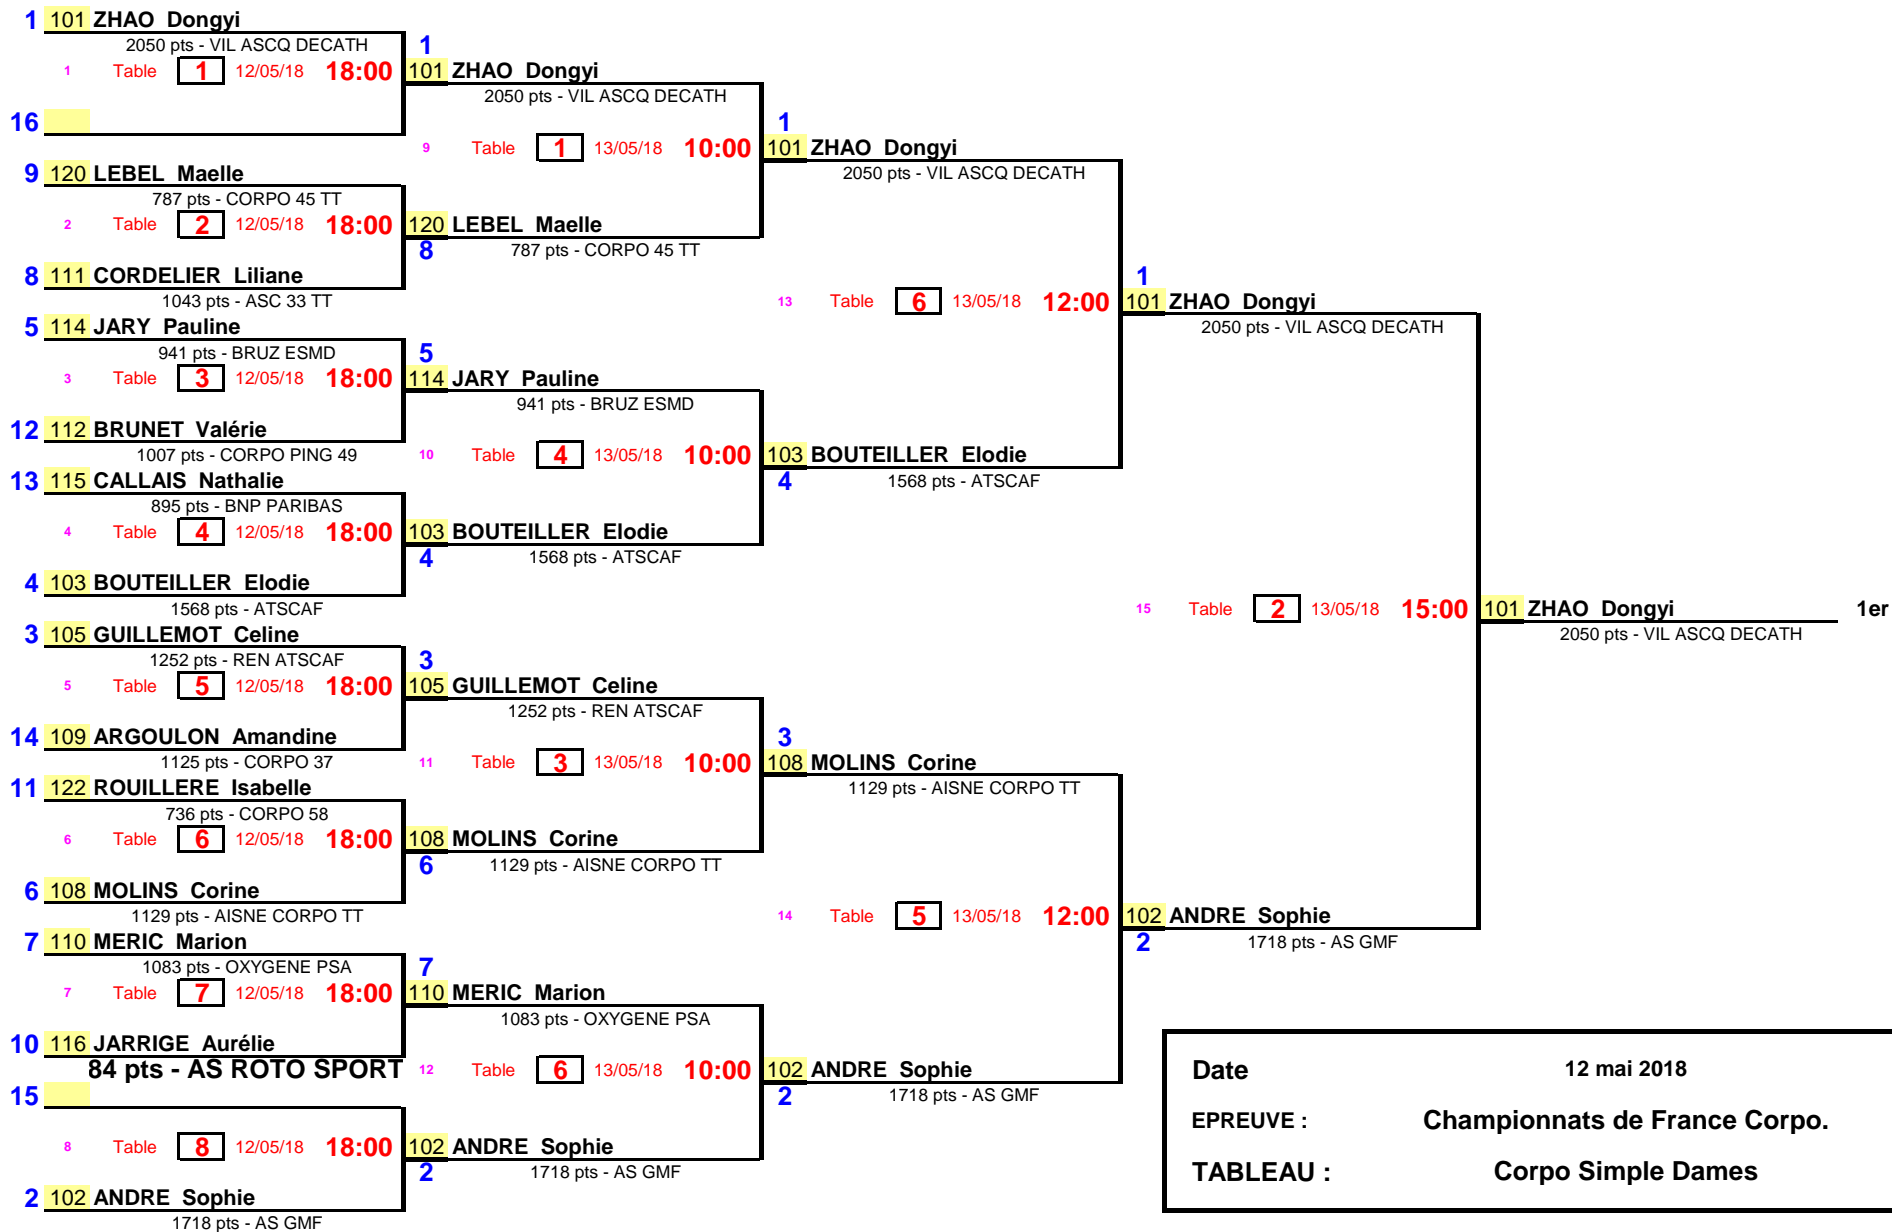 1 101 ZHAO Dongyi
2050 pts - VIL ASCQ DECATH
1 Table 1 12/05/18 18:00
16
9 120 LEBEL Maelle
787 pts - CORPO 45 TT
2 Table 2 12/05/18 18:00
8 111 CORDELIER Liliane
1043 pts - ASC 33 TT
5 114 JARY Pauline
941 pts - BRUZ ESMD
3 Table 3 12/05/18 18:00
12 112 BRUNET Valérie
1007 pts - CORPO PING 49
13 115 CALLAIS Nathalie
895 pts - BNP PARIBAS
4 Table 4 12/05/18 18:00
4 103 BOUTEILLER Elodie
1568 pts - ATSCAF
3 105 GUILLEMOT Celine
1252 pts - REN ATSCAF
5 Table 5 12/05/18 18:00
14 109 ARGOULON Amandine
1125 pts - CORPO 37
11 122 ROUILLERE Isabelle
736 pts - CORPO 58
6 Table 6 12/05/18 18:00
6 108 MOLINS Corine
1129 pts - AISNE CORPO TT
7 110 MERIC Marion
1083 pts - OXYGENE PSA
7 Table 7 12/05/18 18:00
10 116 JARRIGE Aurélie
84 pts - AS ROTO SPORT
15
8 Table 8 12/05/18 18:00
2 102 ANDRE Sophie
1718 pts - AS GMF
1
101 ZHAO Dongyi
2050 pts - VIL ASCQ DECATH
9 Table 1 13/05/18 10:00
120 LEBEL Maelle
8 787 pts - CORPO 45 TT
5
114 JARY Pauline
941 pts - BRUZ ESMD
10 Table 4 13/05/18 10:00
103 BOUTEILLER Elodie
4 1568 pts - ATSCAF
3
105 GUILLEMOT Celine
1252 pts - REN ATSCAF
11 Table 3 13/05/18 10:00
108 MOLINS Corine
6 1129 pts - AISNE CORPO TT
7
110 MERIC Marion
1083 pts - OXYGENE PSA
12 Table 6 13/05/18 10:00
102 ANDRE Sophie
2 1718 pts - AS GMF
1
101 ZHAO Dongyi
2050 pts - VIL ASCQ DECATH
13 Table 6 13/05/18 12:00
103 BOUTEILLER Elodie
4 1568 pts - ATSCAF
3
108 MOLINS Corine
1129 pts - AISNE CORPO TT
14 Table 5 13/05/18 12:00
102 ANDRE Sophie
2 1718 pts - AS GMF
1
101 ZHAO Dongyi
2050 pts - VIL ASCQ DECATH
15 Table 2 13/05/18 15:00
102 ANDRE Sophie
2 1718 pts - AS GMF
101 ZHAO Dongyi 1er
2050 pts - VIL ASCQ DECATH
Date 12 mai 2018
EPREUVE : Championnats de France Corpo.
TABLEAU : Corpo Simple Dames